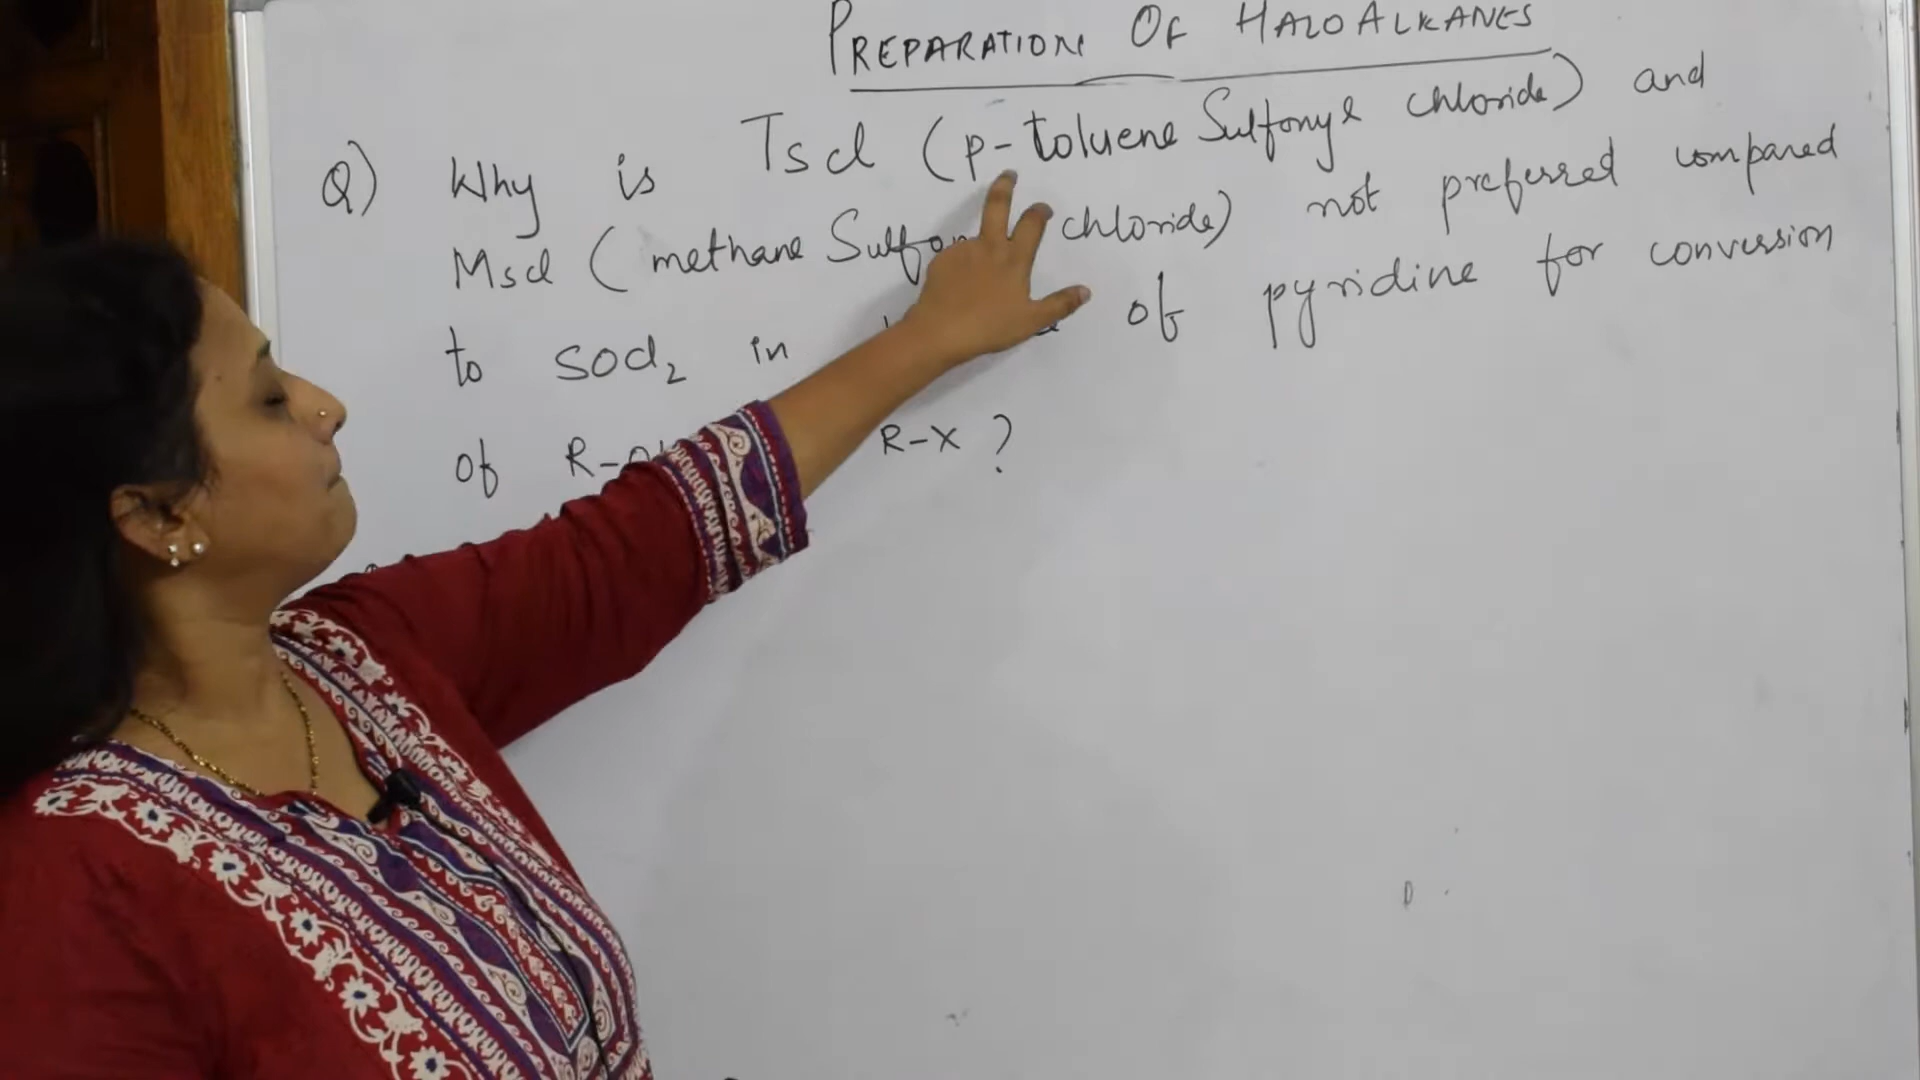 PREPARATION OF HALOALKANES
Q) Why is Tscl (p-toluene Sulfonyl chloride) and
Mscl (methane chloride) not preferred compared
to SOCl2 in of pyridine for conversion
of R-X ?